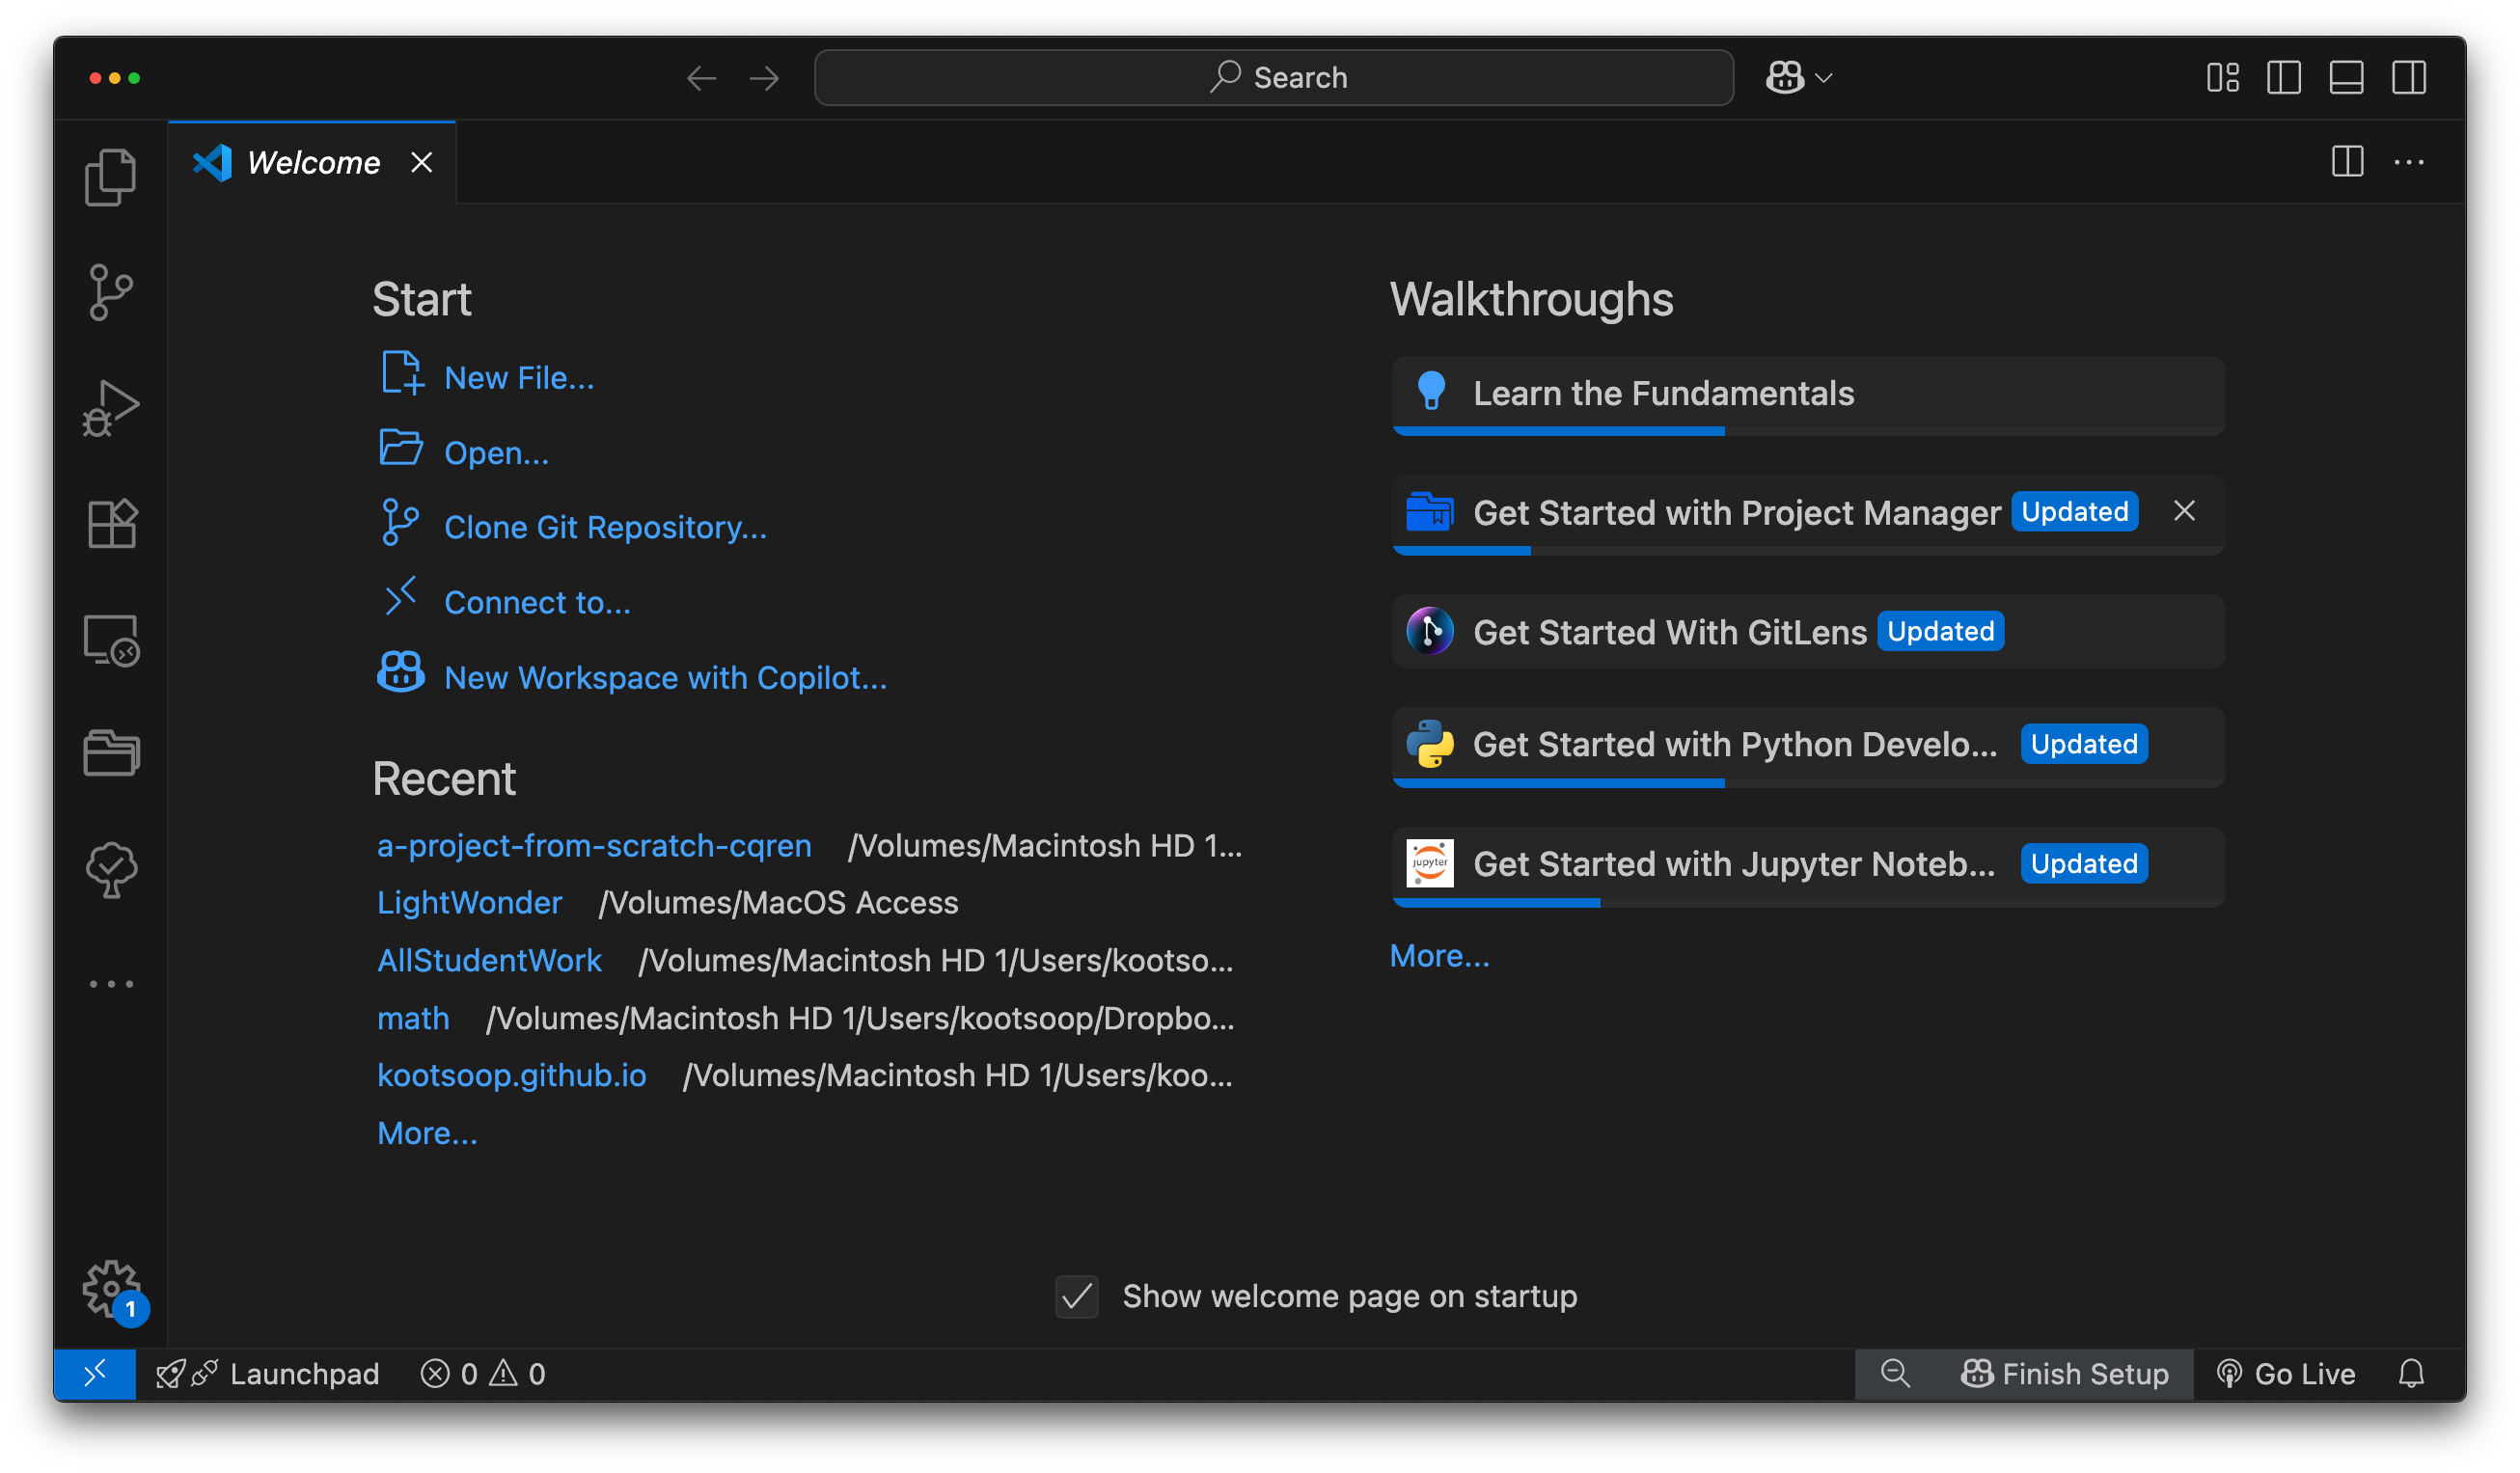 Search
Welcome
Start
New File...
Open...
Clone Git Repository...
Connect to...
New Workspace with Copilot...
Recent
a-project-from-scratch-cqren /Volumes/Macintosh HD 1...
LightWonder /Volumes/MacOS Access
AllStudentWork /Volumes/Macintosh HD 1/Users/kootso...
math /Volumes/Macintosh HD 1/Users/kootsoop/Dropbo...
kootsoop.github.io /Volumes/Macintosh HD 1/Users/koo...
More...
Walkthroughs
Learn the Fundamentals
Get Started with Project Manager Updated
Get Started With GitLens Updated
Get Started with Python Develo... Updated
jupyter
Get Started with Jupyter Noteb... Updated
More...
Show welcome page on startup
1
Launchpad 0 0 Finish Setup Go Live